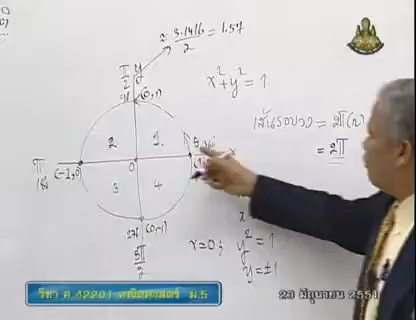 ≈ 3.1416/2 = 1.57
π/2 y
(0,1)
x² + y² = 1
เส้นรอบวง = 2π(1)
= 2π
2 1
π (-1,0) 0 x
3 4
(0,-1)
3π/2
x
x=0; y² = 1
y = ±1
วิชา ค 42201 คณิตศาสตร์ ม.5
23 มิถุนายน 2551